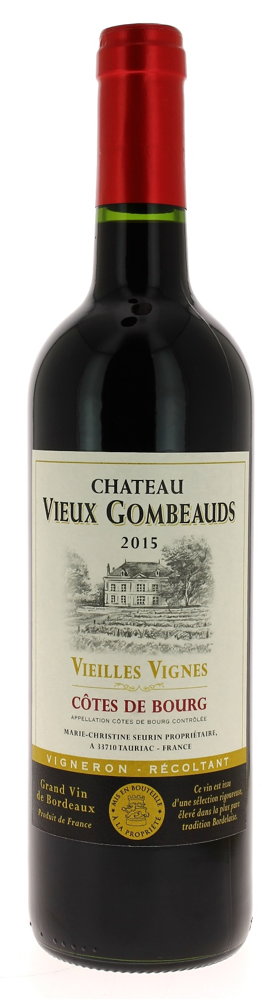 CHATEAU
VIEUX GOMBEAUDS
2015
VIEILLES VIGNES
CÔTES DE BOURG
APPELLATION CÔTES DE BOURG CONTRÔLÉE
MARIE-CHRISTINE SEURIN PROPRIÉTAIRE,
A 33710 TAURIAC - FRANCE
VIGNERON - RÉCOLTANT
Grand Vin
de Bordeaux
Produit de France
MIS EN BOUTEILLE
À LA PROPRIÉTÉ
Ce vin est issu
d'une sélection rigoureuse,
élevé dans la plus pure
tradition Bordelaise.